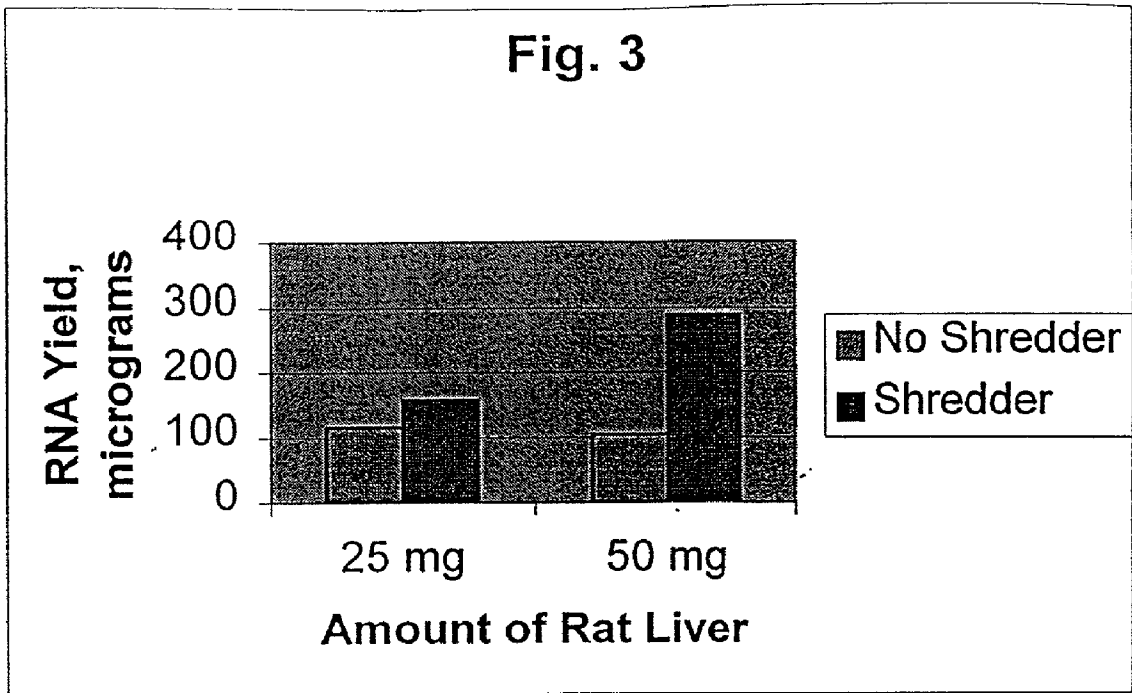 Fig. 3
RNA Yield,
micrograms
400
300
200
100
0
25 mg
50 mg
Amount of Rat Liver
No Shredder
Shredder